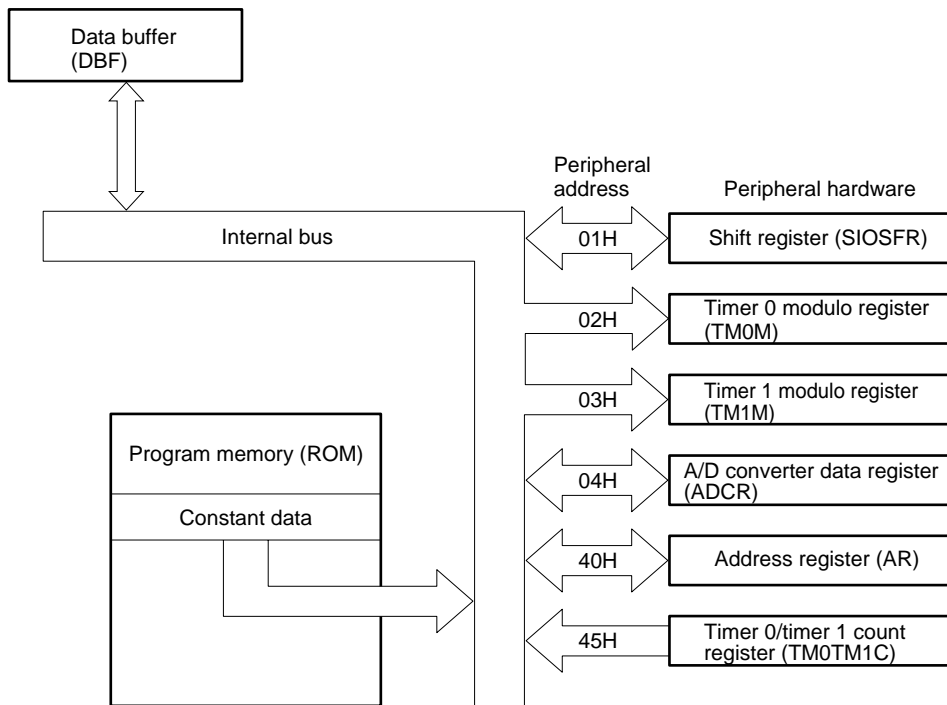 Data buffer
(DBF)
Peripheral
address
Peripheral hardware
Internal bus
01H
Shift register (SIOSFR)
02H
Timer 0 modulo register
(TM0M)
03H
Timer 1 modulo register
(TM1M)
Program memory (ROM)
04H
A/D converter data register
(ADCR)
Constant data
40H
Address register (AR)
45H
Timer 0/timer 1 count
register (TM0TM1C)